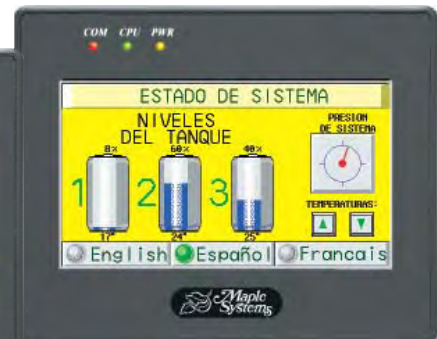 COM CPU PWR
ESTADO DE SISTEMA
NIVELES
DEL TANQUE
PRESION
DE SISTEMA
8% 60% 40%
1 2 3
TEMPERATURAS:
17° 24° 25°
English Español Francais
Maple
Systems